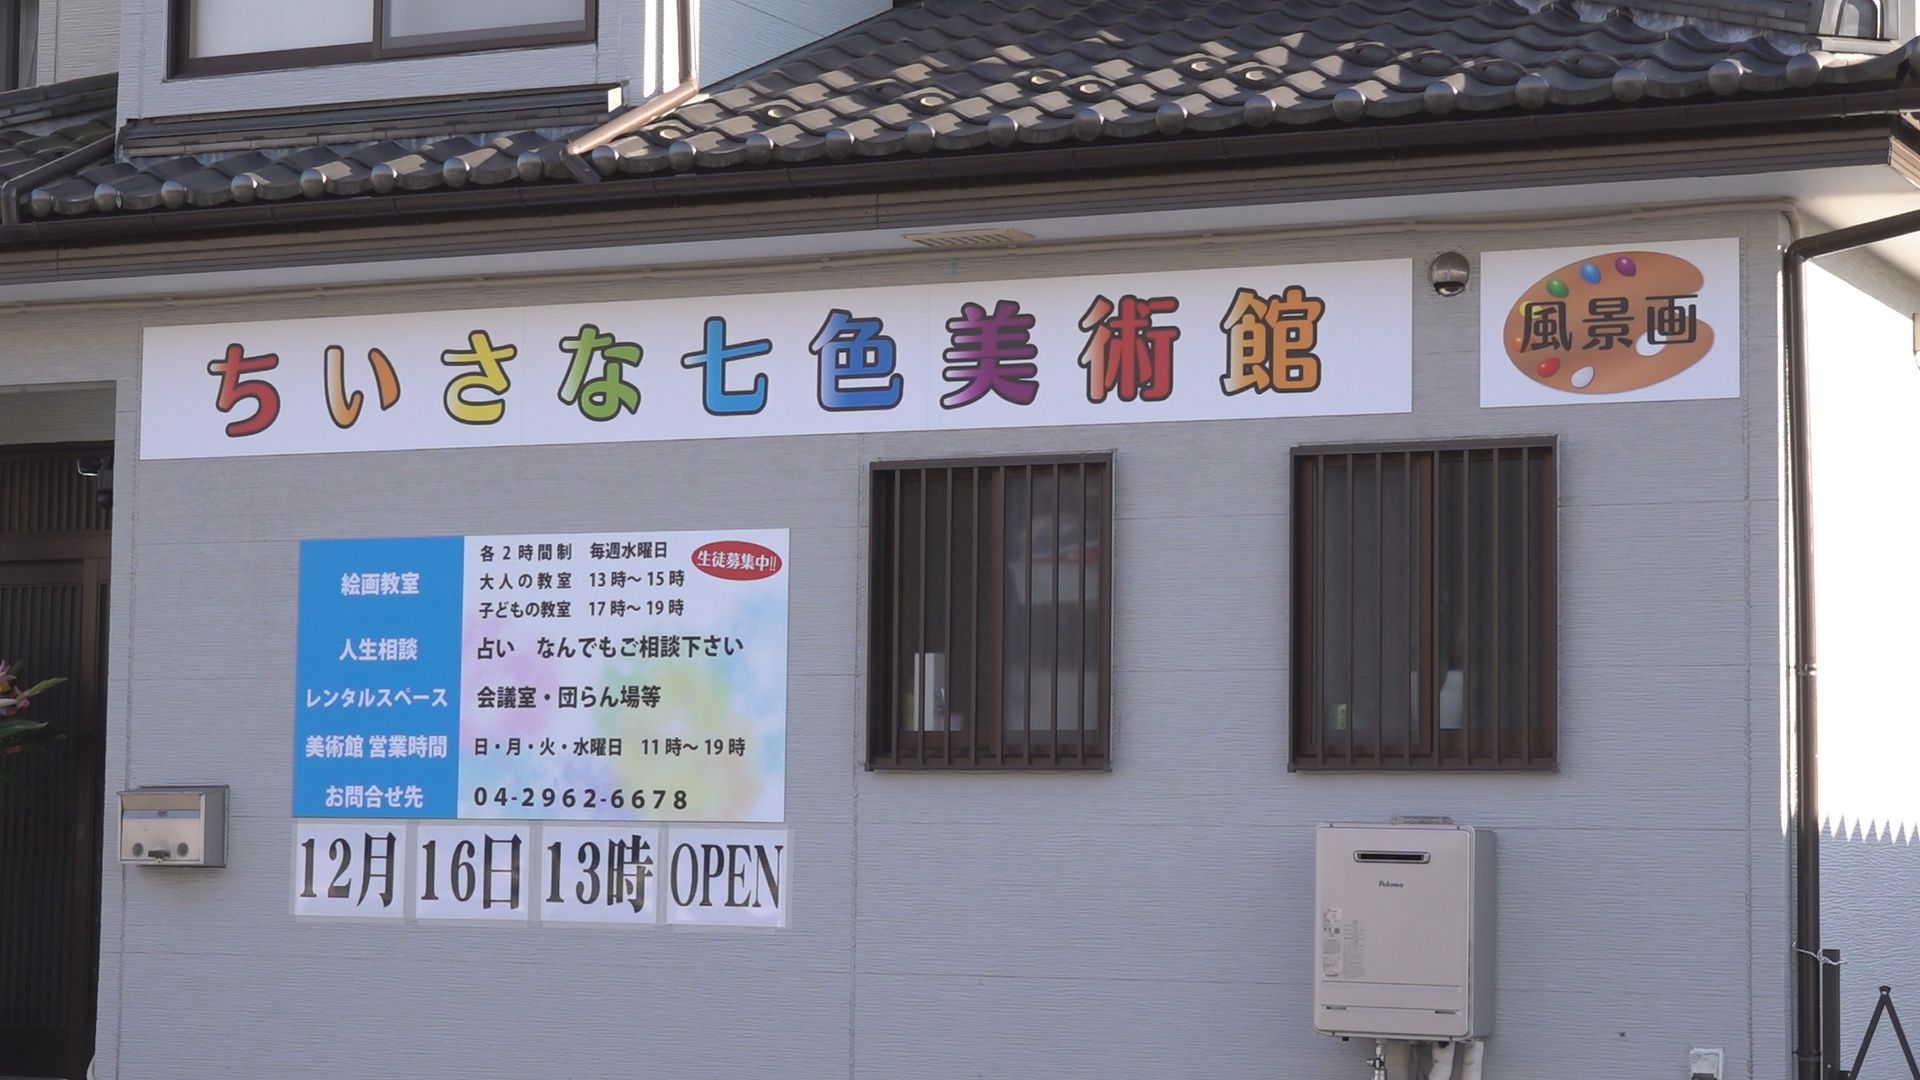 ちいさな七色美術館
風景画
絵画教室
各2時間制 毎週水曜日
大人の教室 13時～15時
子どもの教室 17時～19時
生徒募集中!!
人生相談
占い なんでもご相談下さい
レンタルスペース
会議室・団らん場等
美術館 営業時間
日・月・火・水曜日 11時～19時
お問合せ先
04-2962-6678
12月 16日 13時 OPEN
Paloma